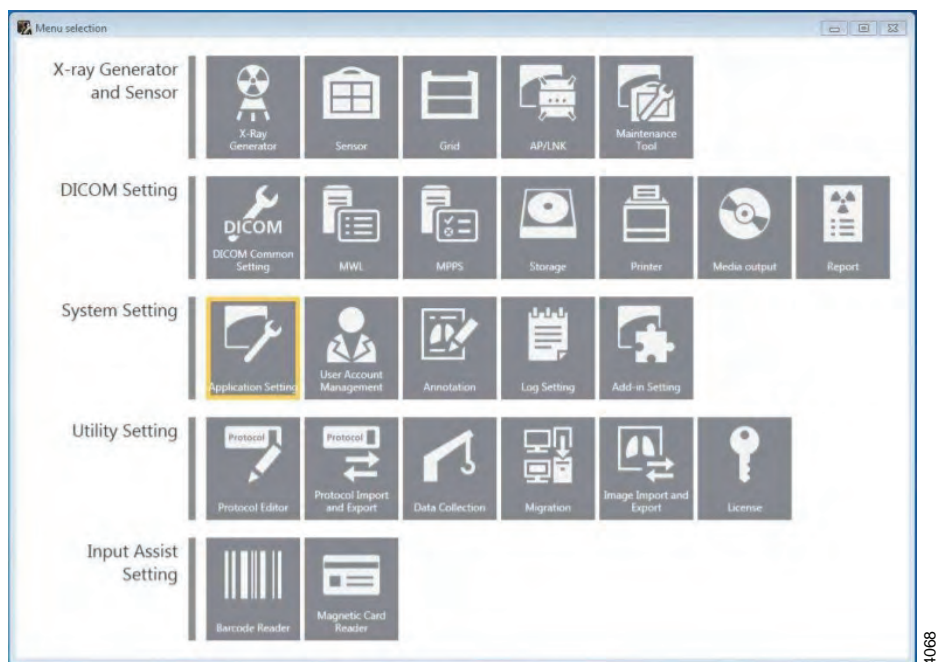 Menu selection
X-ray Generator
and Sensor
X-Ray
Generator
Sensor
Grid
AP/LNK
Maintenance
Tool
DICOM Setting
DICOM
DICOM Common
Setting
MWL
MPPS
Storage
Printer
Media output
Report
System Setting
Application Setting
User Account
Management
Annotation
Log Setting
Add-in Setting
Utility Setting
Protocol
Protocol Editor
Protocol
Protocol Import
and Export
Data Collection
Migration
Image Import and
Export
License
Input Assist
Setting
Barcode Reader
Magnetic Card
Reader
4068